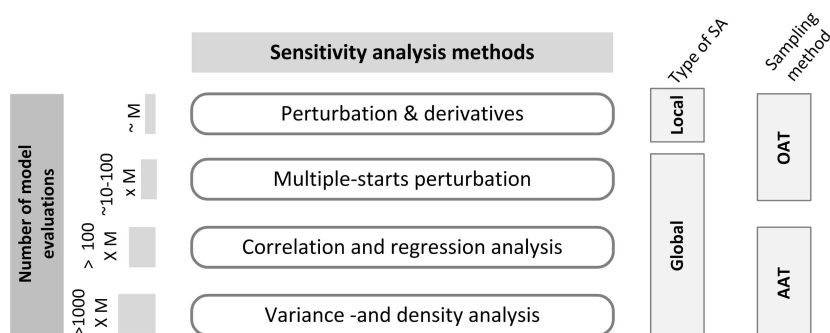 Sensitivity analysis methods
Type of SA
Sampling
method
Number of model
evaluations
~ M
Perturbation & derivatives
Local
OAT
~10-100
x M
Multiple-starts perturbation
Global
> 100
X M
Correlation and regression analysis
AAT
>1000
X M
Variance -and density analysis